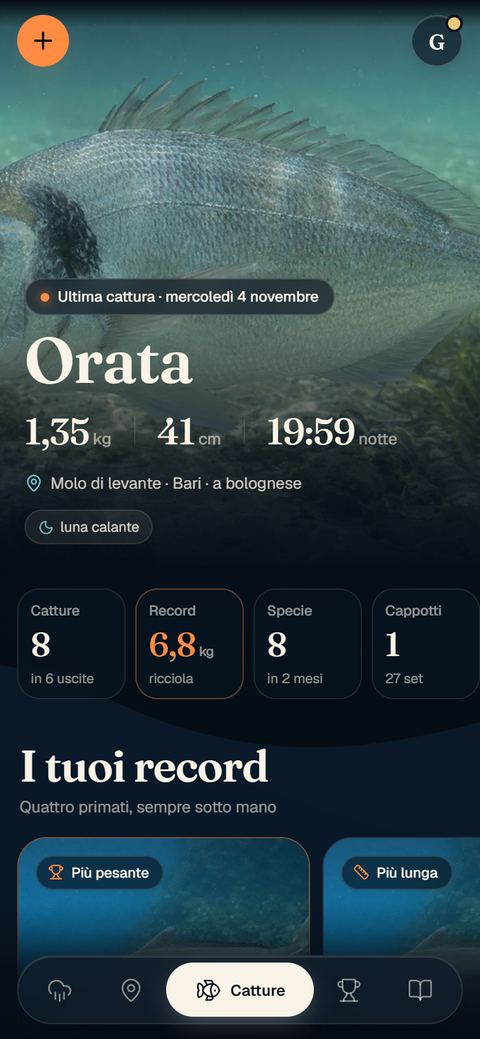 G
Ultima cattura · mercoledì 4 novembre
Orata
1,35 kg 41 cm 19:59 notte
Molo di levante · Bari · a bolognese
luna calante
Catture Record Specie Cappotti
8 6,8 kg 8 1
in 6 uscite ricciola in 2 mesi 27 set
I tuoi record
Quattro primati, sempre sotto mano
Più pesante Più lunga
Catture